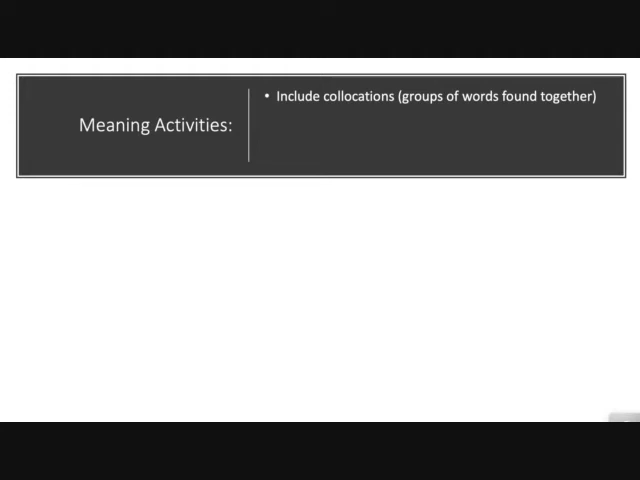 Meaning Activities:
• Include collocations (groups of words found together)